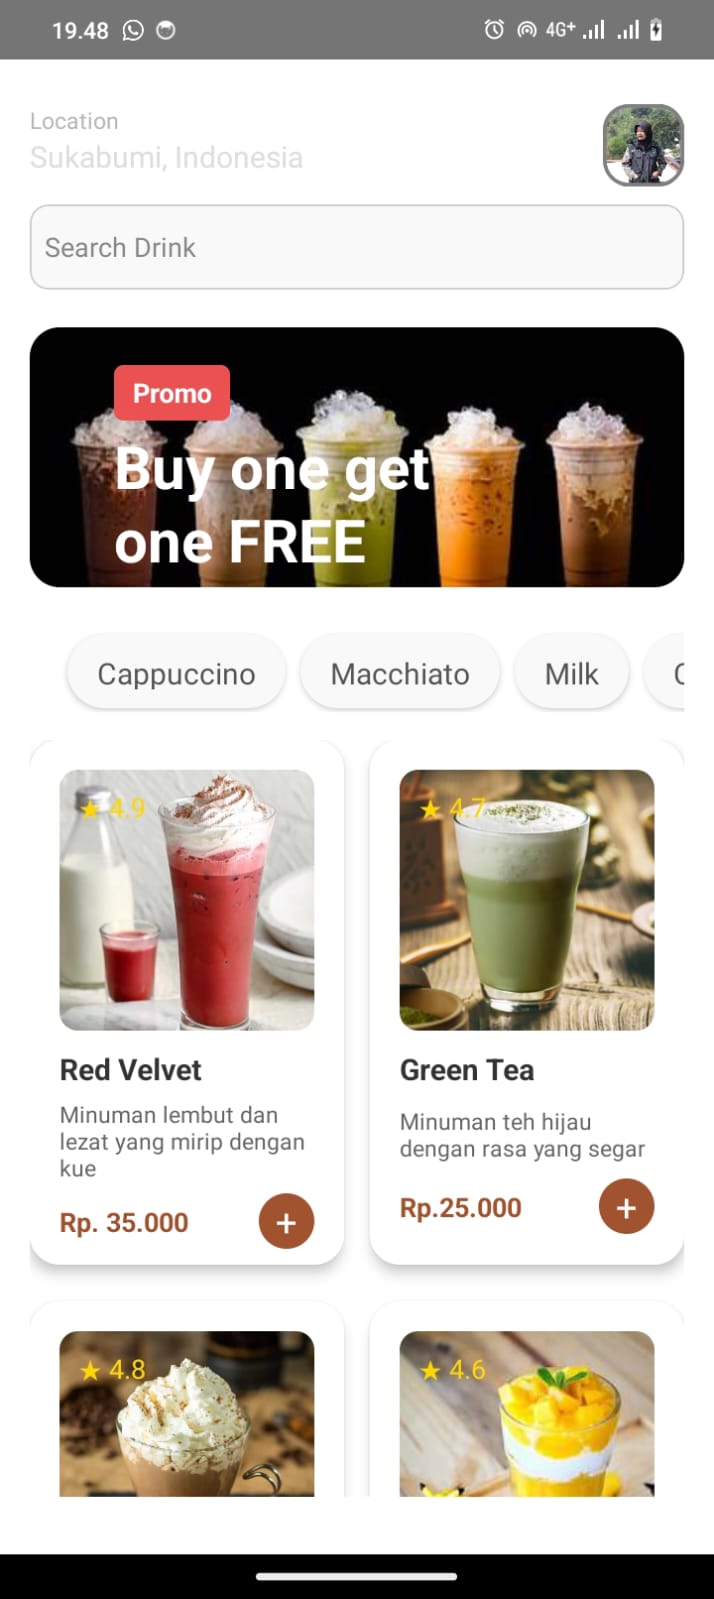 19.48
4G+
Location
Sukabumi, Indonesia
Search Drink
Promo
Buy one get
one FREE
Cappuccino
Macchiato
Milk
★ 4.9
★ 4.7
Red Velvet
Minuman lembut dan
lezat yang mirip dengan
kue
Rp. 35.000
+
Green Tea
Minuman teh hijau
dengan rasa yang segar
Rp.25.000
+
★ 4.8
★ 4.6